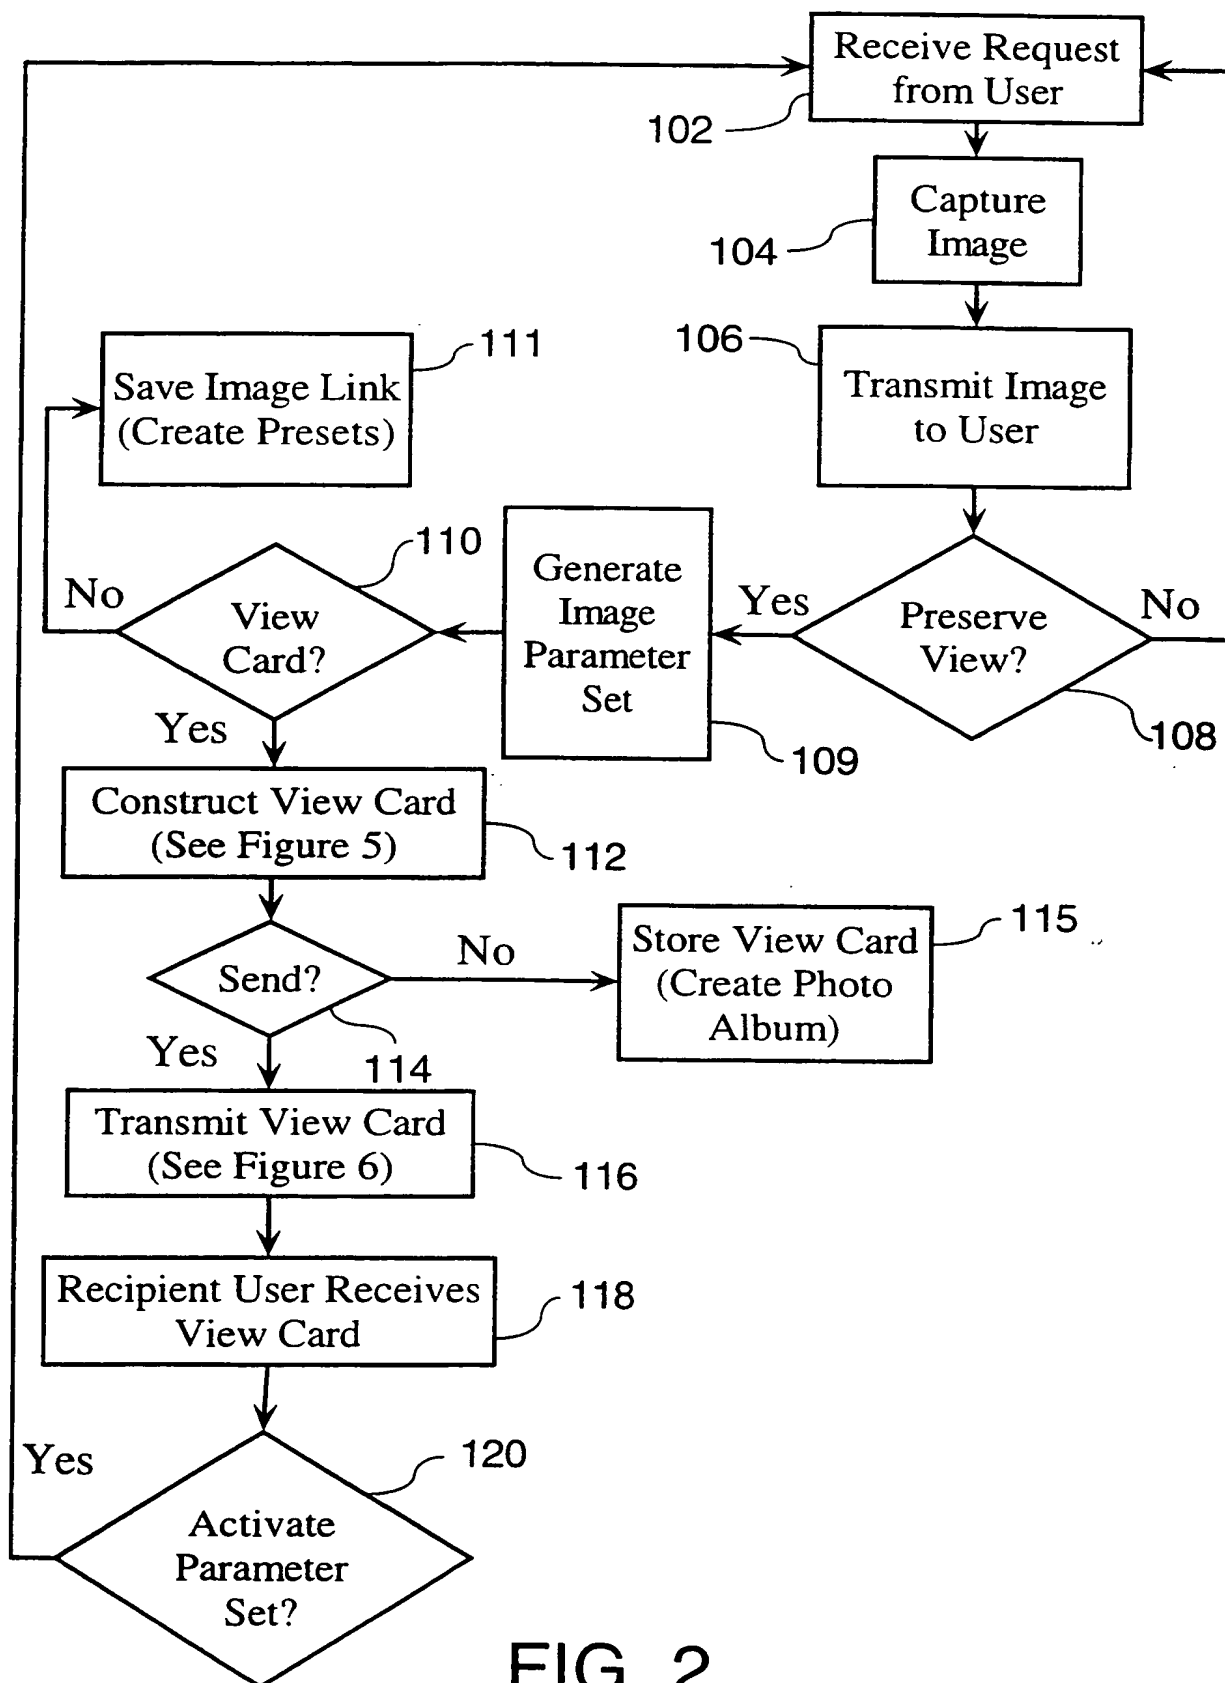 Receive Request
from User
102
Capture
Image
104
106
Transmit Image
to User
111
Save Image Link
(Create Presets)
110
No
View
Card?
Generate
Image
Parameter
Set
109
Yes
Preserve
View?
No
108
Yes
Construct View Card
(See Figure 5)
112
Send?
No
114
Store View Card
(Create Photo
Album)
115
Yes
Transmit View Card
(See Figure 6)
116
Recipient User Receives
View Card
118
Yes
120
Activate
Parameter
Set?
FIG. 2